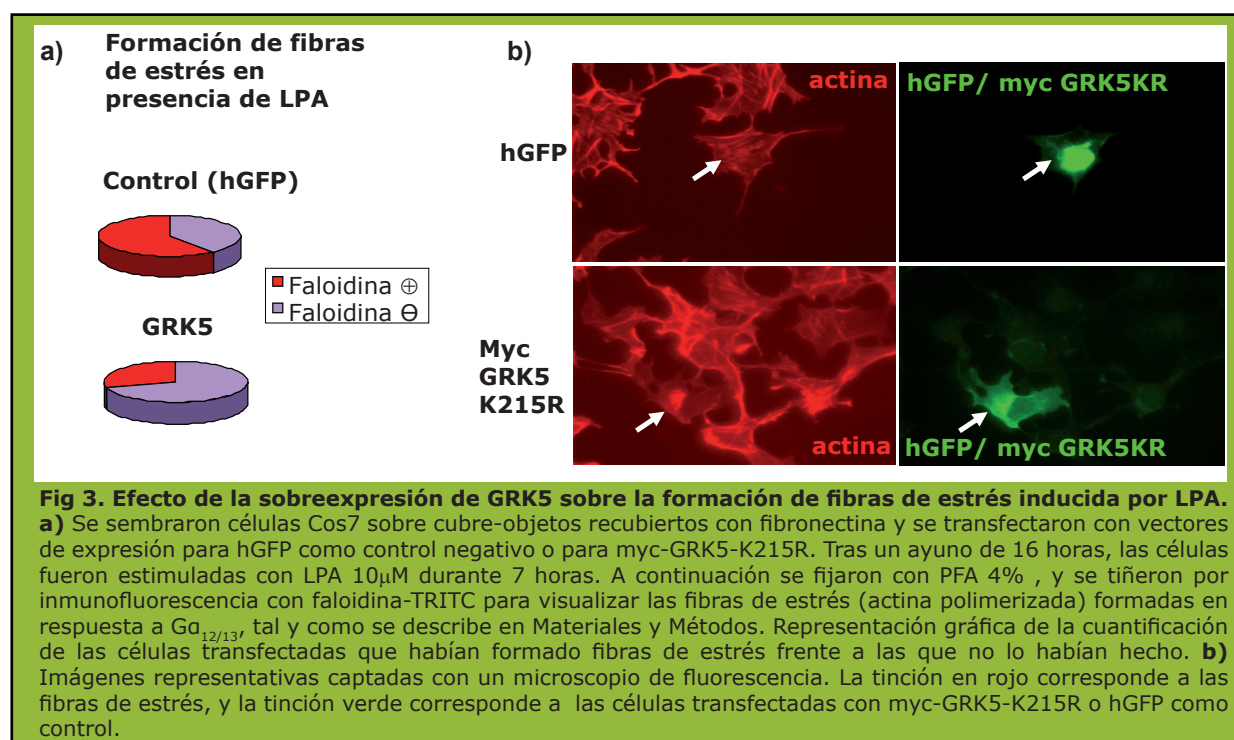 a) Formación de fibras
de estrés en
presencia de LPA
Control (hGFP)
Faloidina ⊕
Faloidina ⊖
GRK5
b)
actina
hGFP/ myc GRK5KR
hGFP
Myc
GRK5
K215R
actina
hGFP/ myc GRK5KR
Fig 3. Efecto de la sobreexpresión de GRK5 sobre la formación de fibras de estrés inducida por LPA.
a) Se sembraron células Cos7 sobre cubre-objetos recubiertos con fibronectina y se transfectaron con vectores
de expresión para hGFP como control negativo o para myc-GRK5-K215R. Tras un ayuno de 16 horas, las células
fueron estimuladas con LPA 10μM durante 7 horas. A continuación se fijaron con PFA 4% , y se tiñeron por
inmunofluorescencia con faloidina-TRITC para visualizar las fibras de estrés (actina polimerizada) formadas en
respuesta a Gα12/13, tal y como se describe en Materiales y Métodos. Representación gráfica de la cuantificación
de las células transfectadas que habían formado fibras de estrés frente a las que no lo habían hecho. b)
Imágenes representativas captadas con un microscopio de fluorescencia. La tinción en rojo corresponde a las
fibras de estrés, y la tinción verde corresponde a las células transfectadas con myc-GRK5-K215R o hGFP como
control.